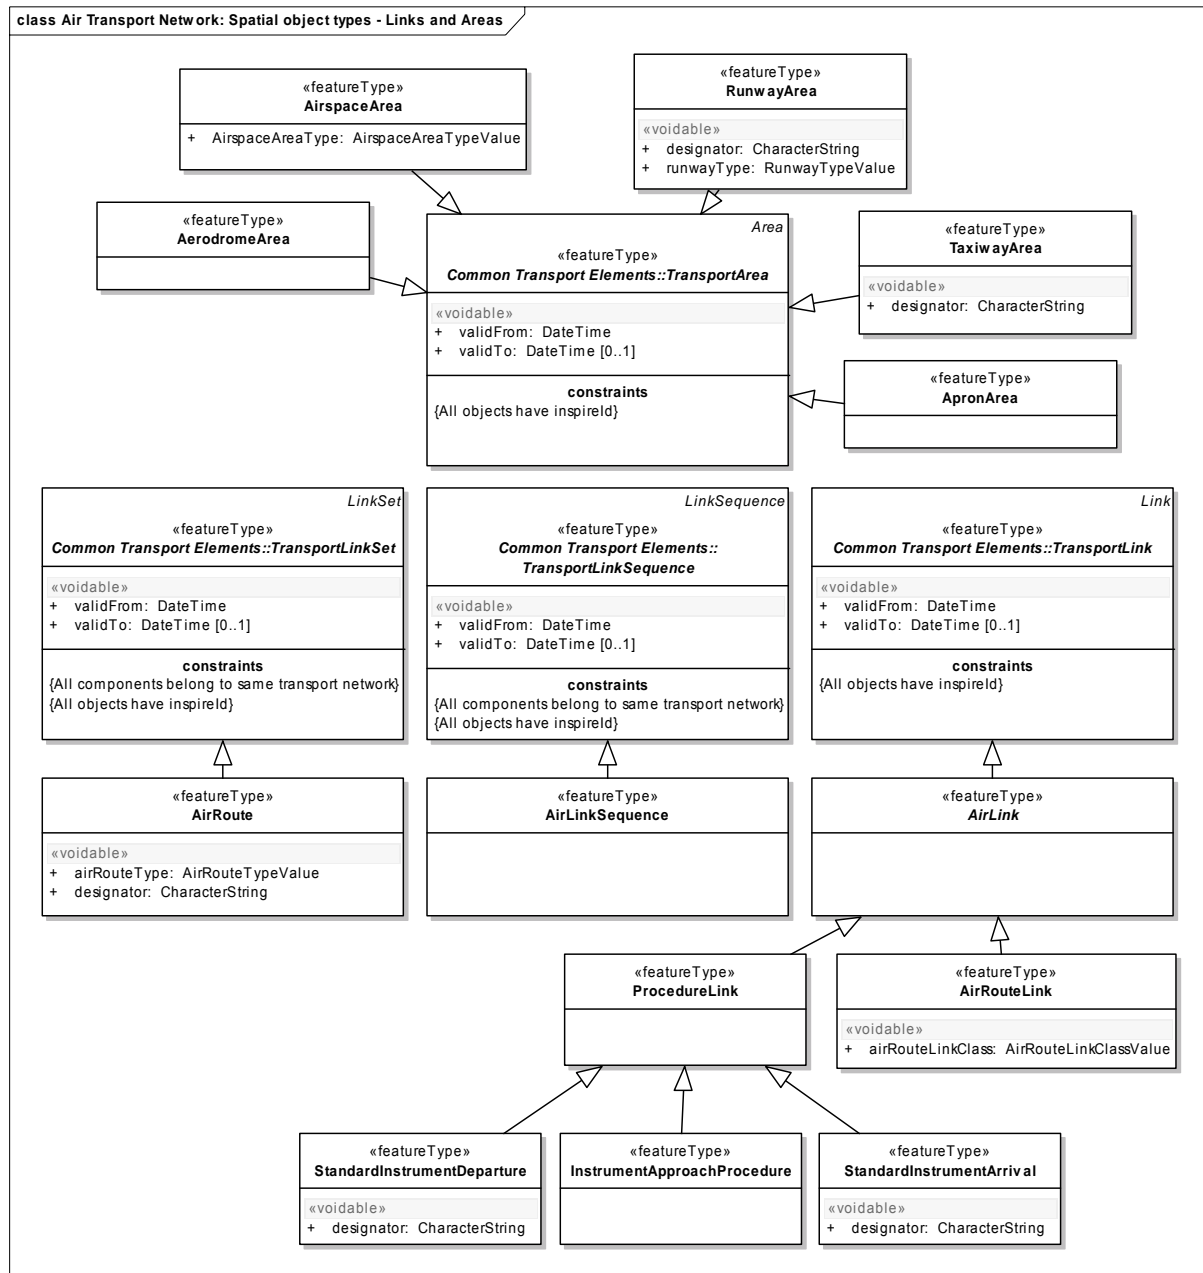 class Air Transport Network: Spatial object types - Links and Areas
«featureType»
AirspaceArea
+ AirspaceAreaType: AirspaceAreaTypeValue
«featureType»
RunwayArea
«voidable»
+ designator: CharacterString
+ runwayType: RunwayTypeValue
«featureType»
AerodromeArea
Area
«featureType»
Common Transport Elements::TransportArea
«voidable»
+ validFrom: DateTime
+ validTo: DateTime [0..1]
constraints
{All objects have inspireId}
«featureType»
TaxiwayArea
«voidable»
+ designator: CharacterString
«featureType»
ApronArea
LinkSet
«featureType»
Common Transport Elements::TransportLinkSet
«voidable»
+ validFrom: DateTime
+ validTo: DateTime [0..1]
constraints
{All components belong to same transport network}
{All objects have inspireId}
LinkSequence
«featureType»
Common Transport Elements::
TransportLinkSequence
«voidable»
+ validFrom: DateTime
+ validTo: DateTime [0..1]
constraints
{All components belong to same transport network}
{All objects have inspireId}
Link
«featureType»
Common Transport Elements::TransportLink
«voidable»
+ validFrom: DateTime
+ validTo: DateTime [0..1]
constraints
{All objects have inspireId}
«featureType»
AirRoute
«voidable»
+ airRouteType: AirRouteTypeValue
+ designator: CharacterString
«featureType»
AirLinkSequence
«featureType»
AirLink
«featureType»
ProcedureLink
«featureType»
AirRouteLink
«voidable»
+ airRouteLinkClass: AirRouteLinkClassValue
«featureType»
StandardInstrumentDeparture
«voidable»
+ designator: CharacterString
«featureType»
InstrumentApproachProcedure
«featureType»
StandardInstrumentArrival
«voidable»
+ designator: CharacterString